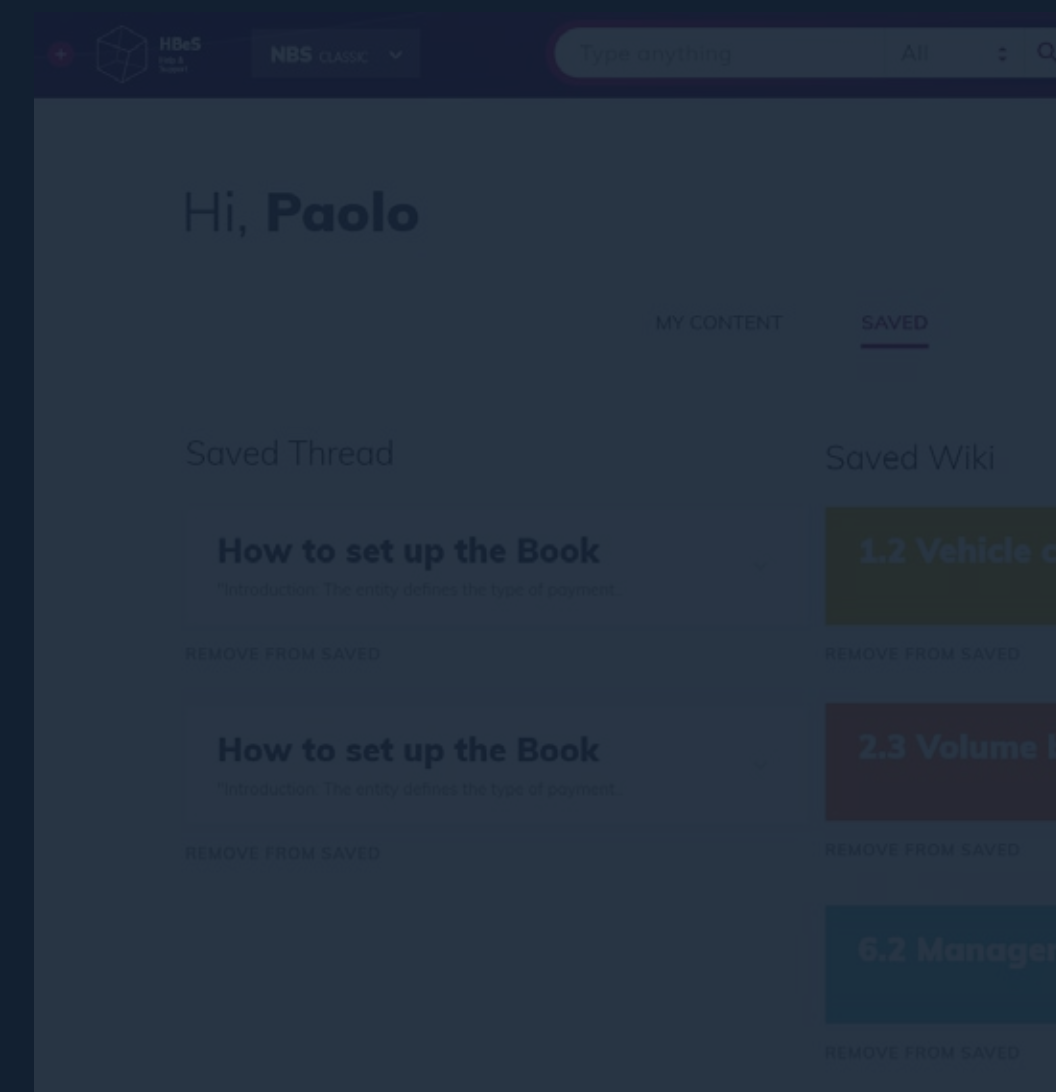 HBeS
Help &
Support
NBS CLASSIC
Type anything
All
Hi, Paolo
MY CONTENT
SAVED
Saved Thread
How to set up the Book
"Introduction: The entity defines the type of payment...
REMOVE FROM SAVED
How to set up the Book
"Introduction: The entity defines the type of payment...
REMOVE FROM SAVED
Saved Wiki
1.2 Vehicle
REMOVE FROM SAVED
2.3 Volume
REMOVE FROM SAVED
6.2 Manager
REMOVE FROM SAVED